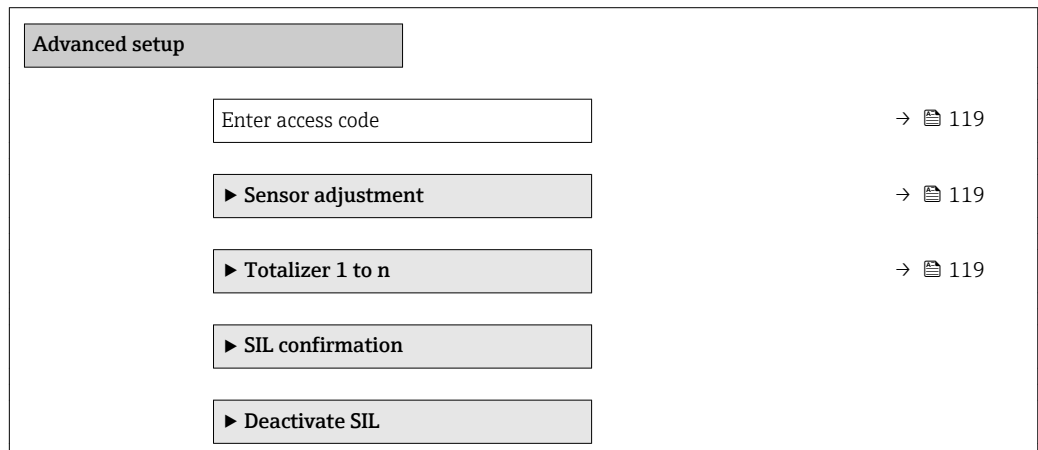 Advanced setup
Enter access code → 119
▶ Sensor adjustment → 119
▶ Totalizer 1 to n → 119
▶ SIL confirmation
▶ Deactivate SIL